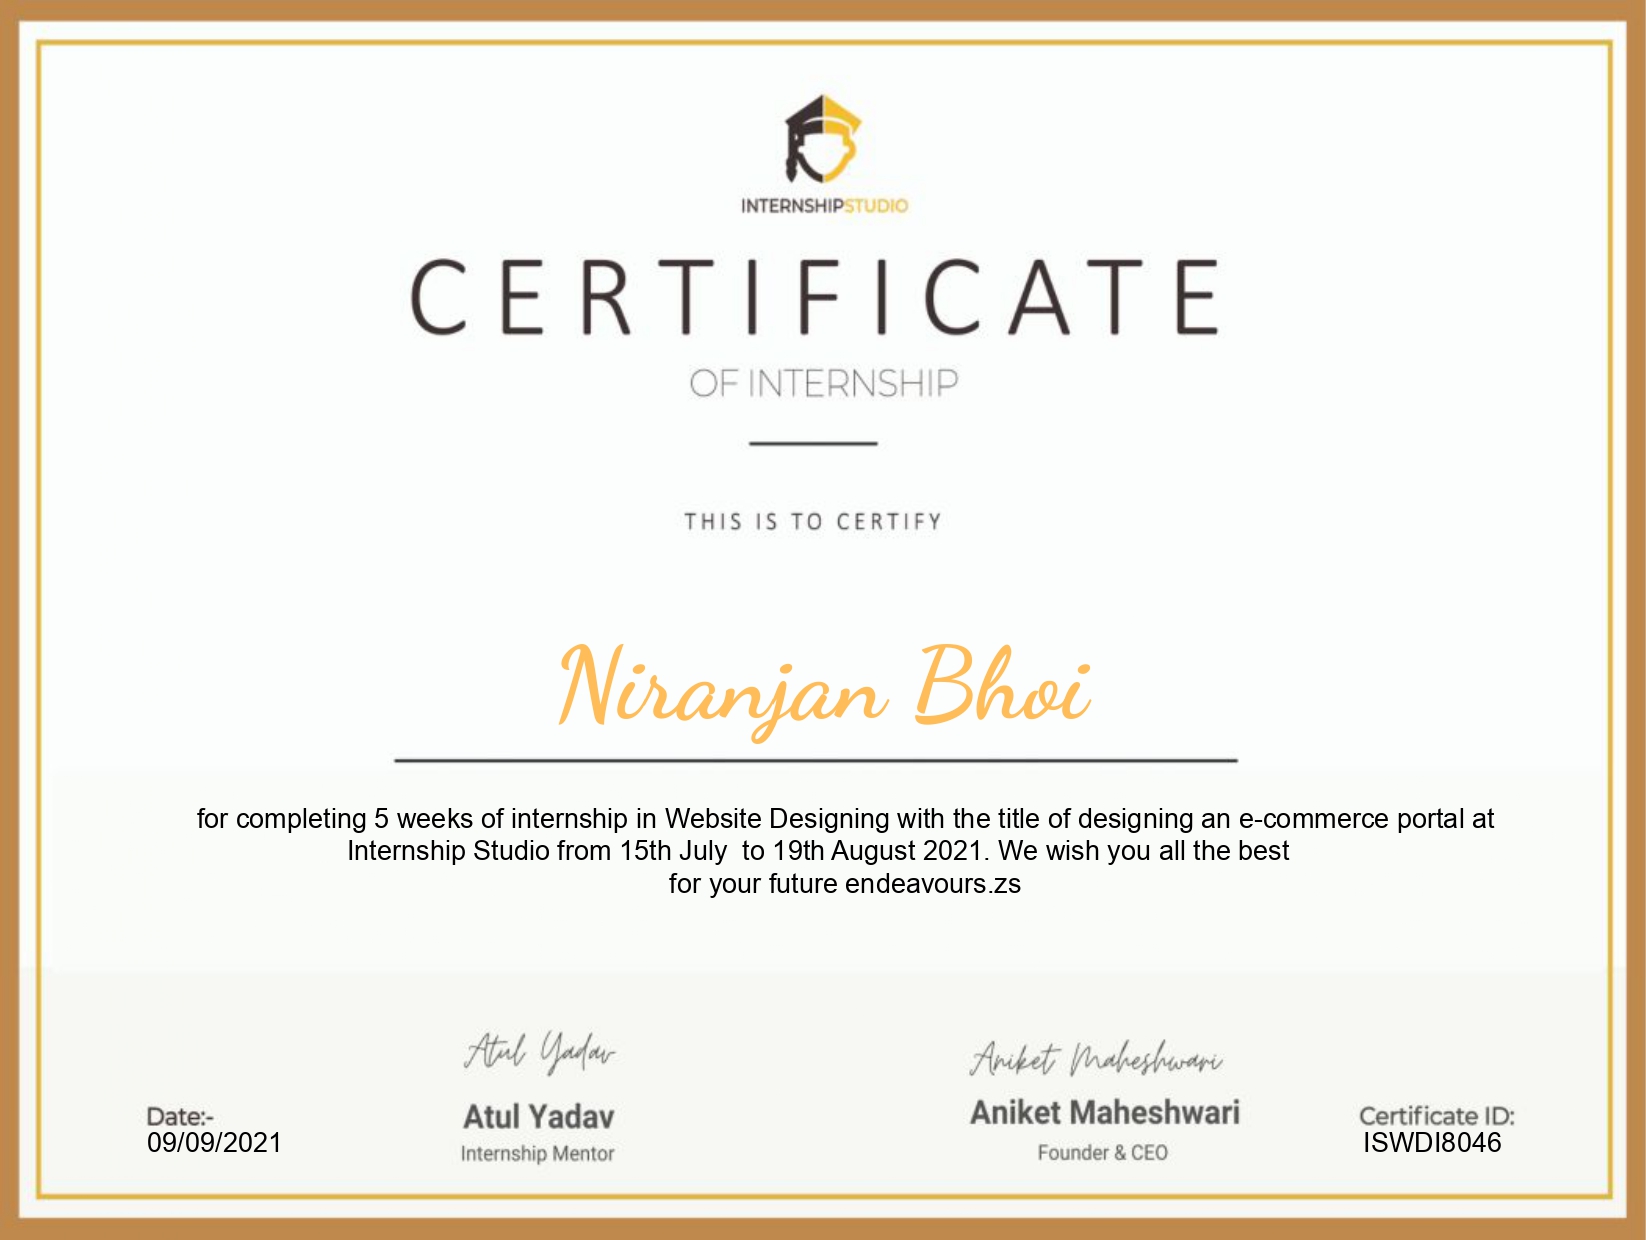 INTERNSHIPSTUDIO
CERTIFICATE
OF INTERNSHIP
THIS IS TO CERTIFY
Niranjan Bhoi
for completing 5 weeks of internship in Website Designing with the title of designing an e-commerce portal at
Internship Studio from 15th July  to 19th August 2021. We wish you all the best
for your future endeavours.zs
Atul Yadav
Atul Yadav
Internship Mentor
Aniket Maheshwari
Aniket Maheshwari
Founder & CEO
Date:-
09/09/2021
Certificate ID:
ISWDI8046